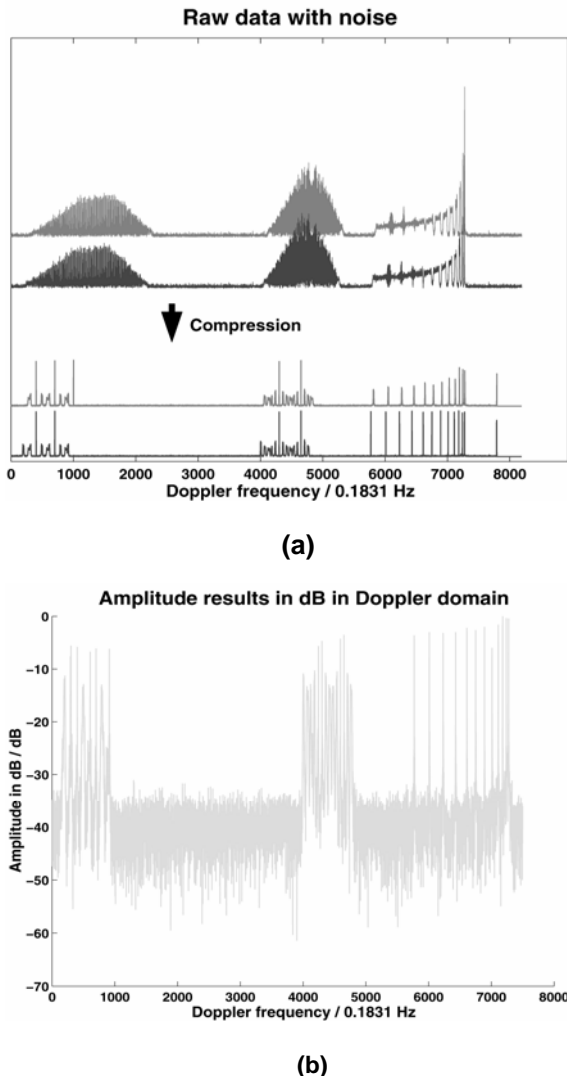 Raw data with noise
Compression
0 1000 2000 3000 4000 5000 6000 7000 8000
Doppler frequency / 0.1831 Hz
(a)
Amplitude results in dB in Doppler domain
Amplitude in dB / dB
0
−10
−20
−30
−40
−50
−60
−70
0 1000 2000 3000 4000 5000 6000 7000 8000
Doppler frequency / 0.1831 Hz
(b)